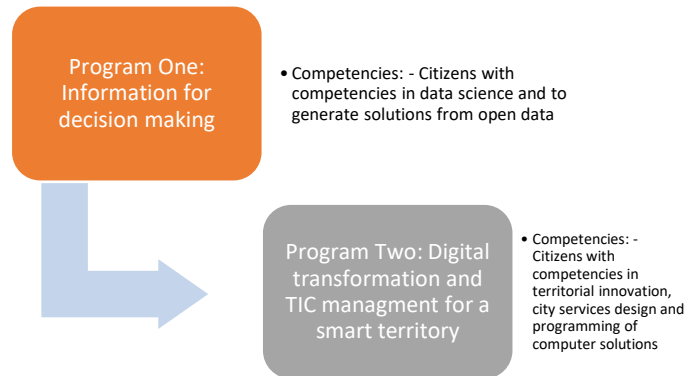 Program One:
Information for
decision making
• Competencies: - Citizens with
competencies in data science and to
generate solutions from open data
Program Two: Digital
transformation and
TIC managment for a
smart territory
• Competencies: -
Citizens with
competencies in
territorial innovation,
city services design and
programming of
computer solutions